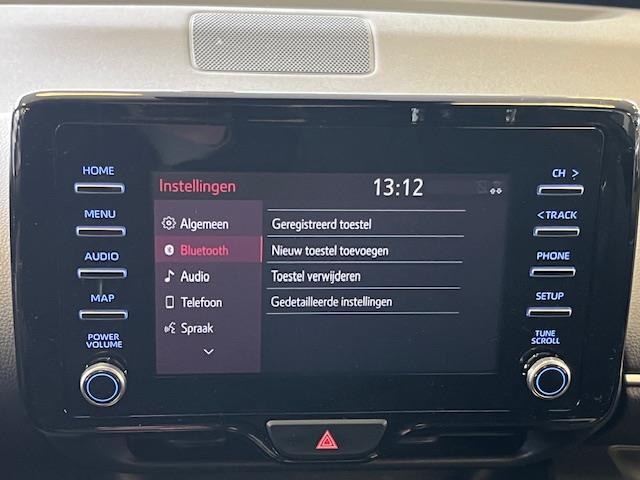 HOME
MENU
AUDIO
MAP
POWER
VOLUME
Instellingen
13:12
Algemeen
Bluetooth
Audio
Telefoon
Spraak
Geregistreerd toestel
Nieuw toestel toevoegen
Toestel verwijderen
Gedetailleerde instellingen
CH >
< TRACK
PHONE
SETUP
TUNE
SCROLL